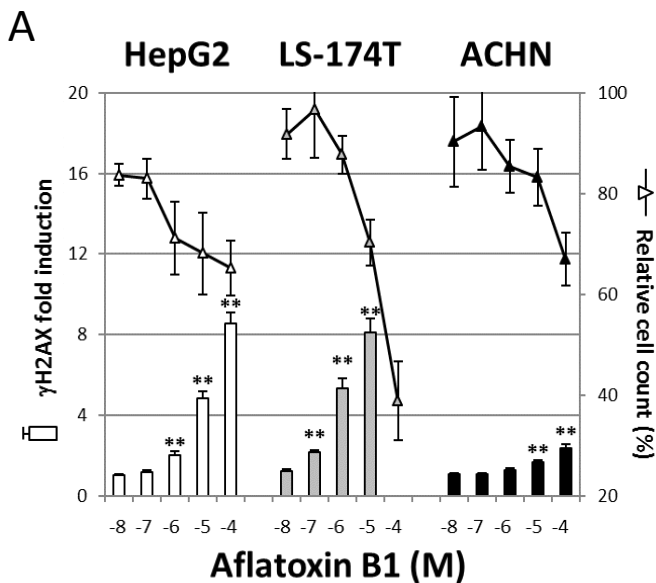 A
HepG2 LS-174T ACHN
20 100
16 80
12 60
8 40
4
0 20
γH2AX fold induction
Relative cell count (%)
** ** **
** ** ** **
** **
-8 -7 -6 -5 -4 -8 -7 -6 -5 -4 -8 -7 -6 -5 -4
Aflatoxin B1 (M)